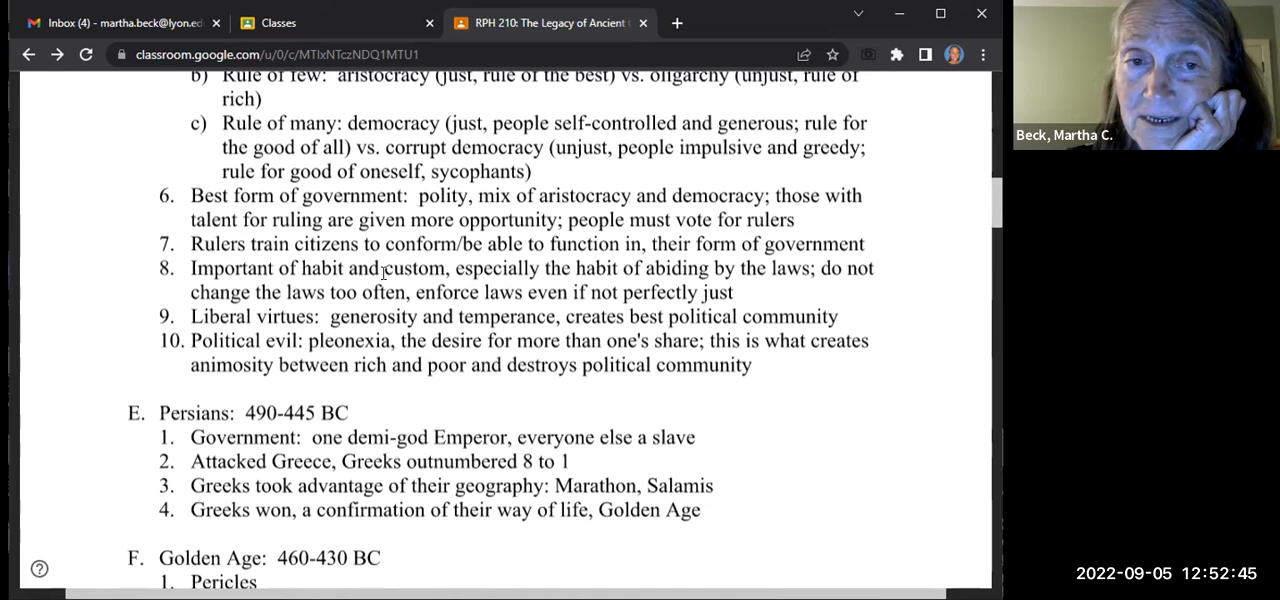 Inbox (4) - martha.beck@lyon.ed
Classes
RPH 210: The Legacy of Ancient
classroom.google.com/u/0/c/MTIxNTczNDQ1MTU1
b) Rule of few: aristocracy (just, rule of the best) vs. oligarchy (unjust, rule of
rich)
c) Rule of many: democracy (just, people self-controlled and generous; rule for
the good of all) vs. corrupt democracy (unjust, people impulsive and greedy;
rule for good of oneself, sycophants)
6. Best form of government: polity, mix of aristocracy and democracy; those with
talent for ruling are given more opportunity; people must vote for rulers
7. Rulers train citizens to conform/be able to function in, their form of government
8. Important of habit and custom, especially the habit of abiding by the laws; do not
change the laws too often, enforce laws even if not perfectly just
9. Liberal virtues: generosity and temperance, creates best political community
10. Political evil: pleonexia, the desire for more than one's share; this is what creates
animosity between rich and poor and destroys political community
E. Persians: 490-445 BC
1. Government: one demi-god Emperor, everyone else a slave
2. Attacked Greece, Greeks outnumbered 8 to 1
3. Greeks took advantage of their geography: Marathon, Salamis
4. Greeks won, a confirmation of their way of life, Golden Age
F. Golden Age: 460-430 BC
1. Pericles
Beck, Martha C.
2022-09-05 12:52:45